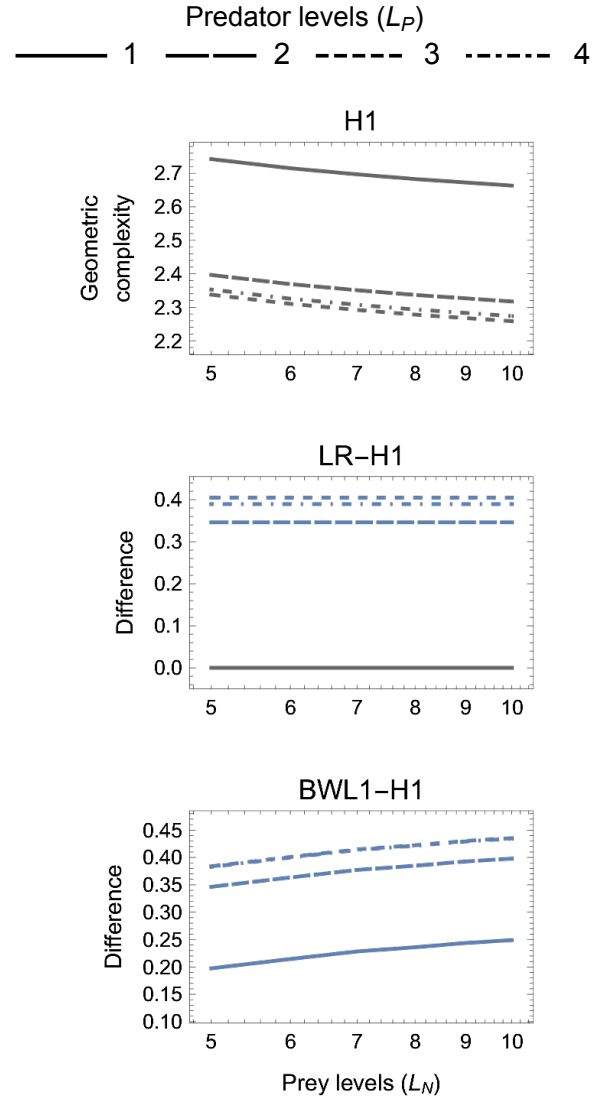 Predator levels (L_P)
1 2 3 4
H1
Geometric
complexity
2.7
2.6
2.5
2.4
2.3
2.2
5 6 7 8 9 10
LR−H1
Difference
0.4
0.3
0.2
0.1
0.0
5 6 7 8 9 10
BWL1−H1
Difference
0.45
0.40
0.35
0.30
0.25
0.20
0.15
0.10
5 6 7 8 9 10
Prey levels (L_N)